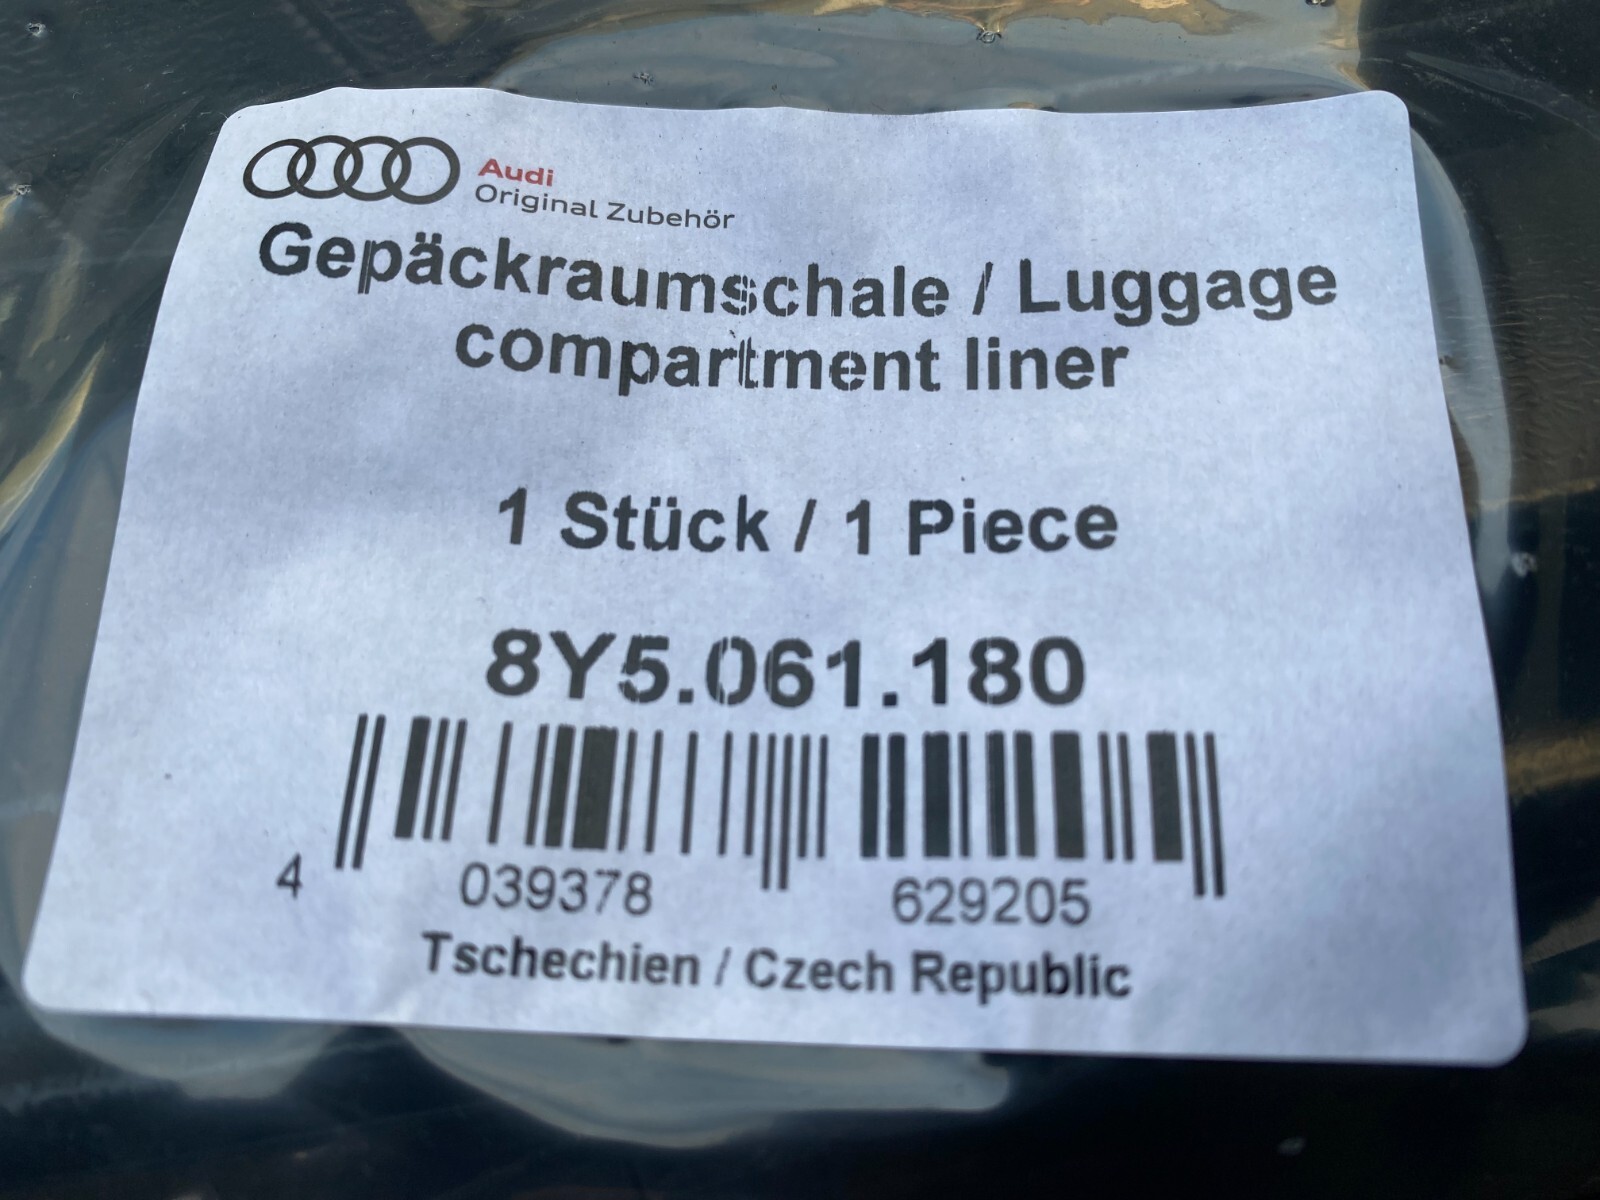 Audi
Original Zubehör
Gepäckraumschale / Luggage
compartment liner
1 Stück / 1 Piece
8Y5.061.180
4 039378 629205
Tschechien / Czech Republic